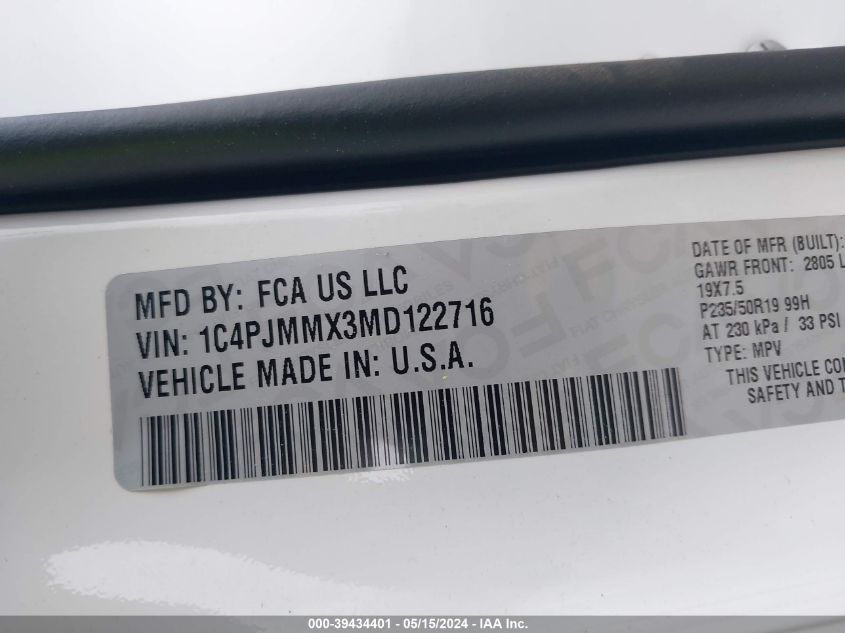 MFD BY: FCA US LLC
VIN: 1C4PJMMX3MD122716
VEHICLE MADE IN: U.S.A.
DATE OF MFR (BUILT):
GAWR FRONT: 2805 L
19X7.5
P235/50R19 99H
AT 230 kPa / 33 PSI
TYPE: MPV
THIS VEHICLE CON
SAFETY AND T
000-39434401 - 05/15/2024 - IAA Inc.